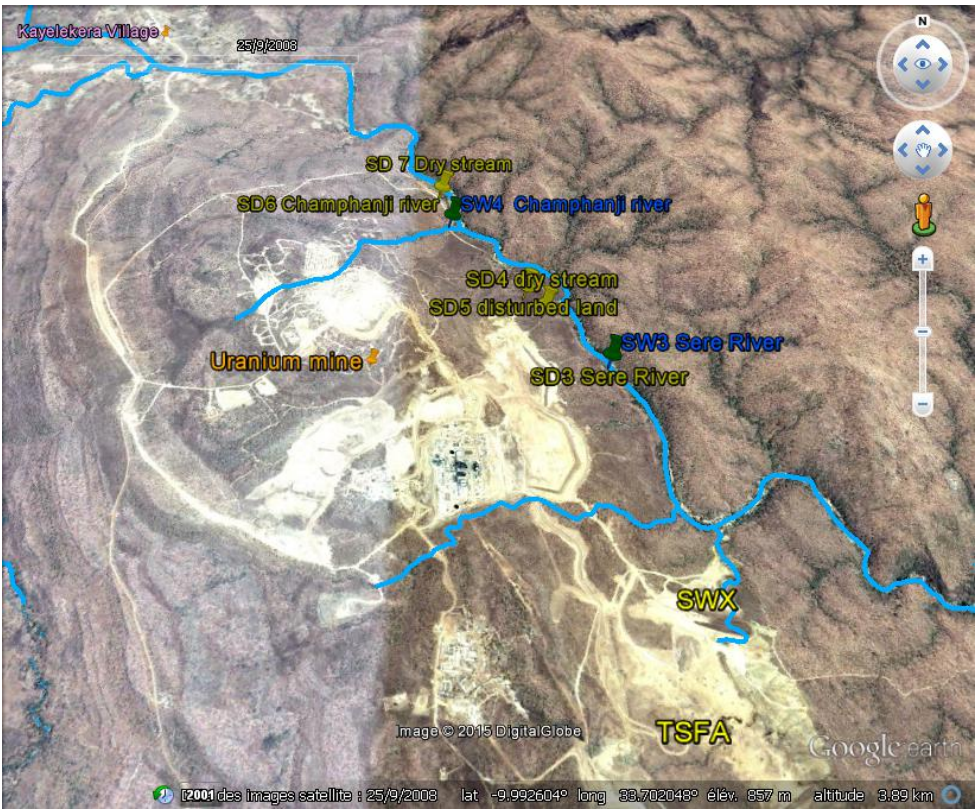 Kayelekera Village
25/9/2008
N
SD 7 Dry stream
SD6 Champhanji river
SW4 Champhanji river
SD4 dry stream
SD5 disturbed land
SW3 Sere River
Uranium mine
SD3 Sere River
SWX
TSFA
Image © 2015 DigitalGlobe
Google earth
2001 des images satellite : 25/9/2008 lat -9.992604° long 33.702048° élév. 857 m altitude 3.89 km